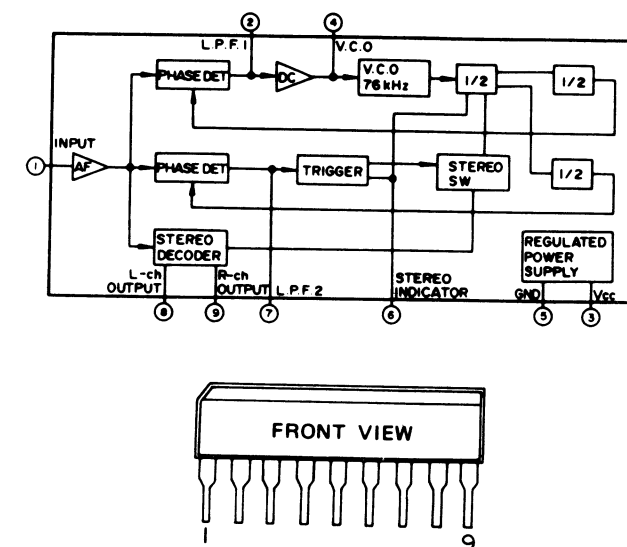 ② ④
L.P.F.1 V.C.O
PHASE DET DC V.C.O 76kHz 1/2 1/2
INPUT
① AF PHASE DET TRIGGER STEREO SW 1/2
STEREO DECODER
REGULATED POWER SUPPLY
L-ch OUTPUT R-ch OUTPUT L.P.F.2 STEREO INDICATOR GND Vcc
⑧ ⑨ ⑦ ⑥ ⑤ ③
FRONT VIEW
1 9